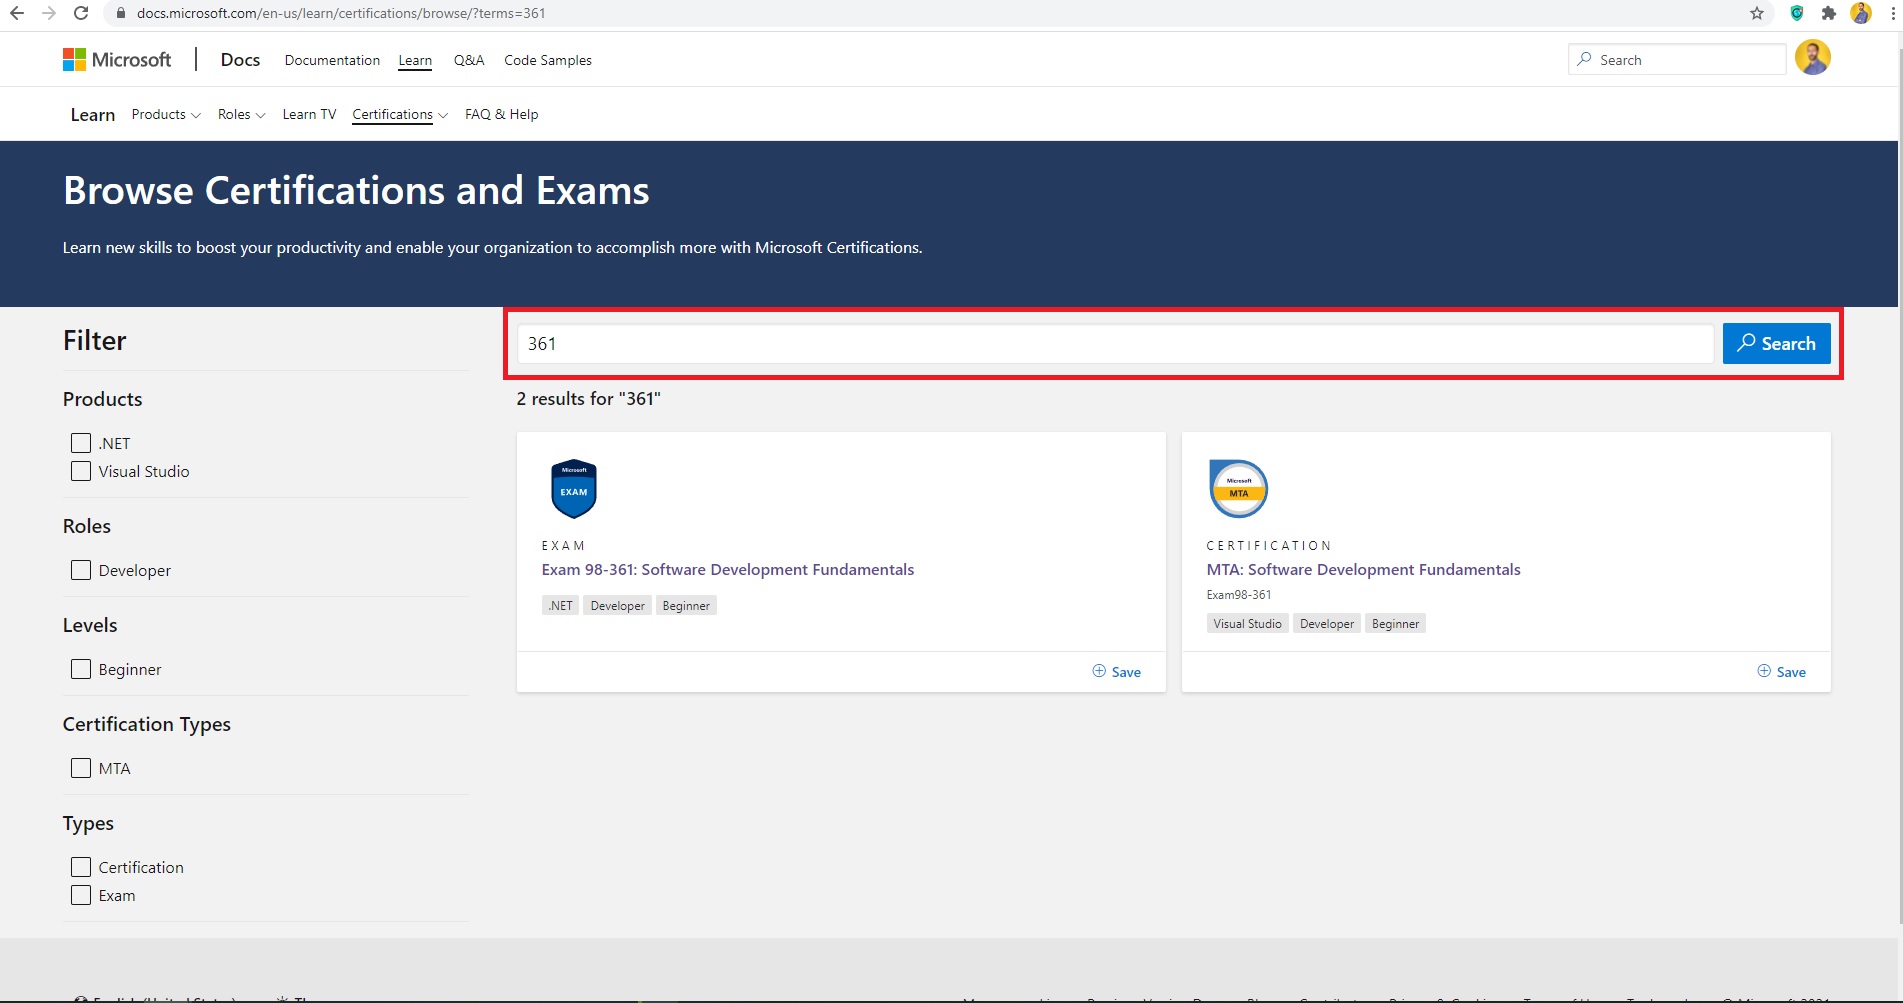 docs.microsoft.com/en-us/learn/certifications/browse/?terms=361
Microsoft
Docs Documentation Learn Q&A Code Samples
Search
Learn Products Roles Learn TV Certifications FAQ & Help
Browse Certifications and Exams
Learn new skills to boost your productivity and enable your organization to accomplish more with Microsoft Certifications.
Filter
Products
.NET
Visual Studio
Roles
Developer
Levels
Beginner
Certification Types
MTA
Types
Certification
Exam
361
Search
2 results for "361"
Microsoft
EXAM
EXAM
Exam 98-361: Software Development Fundamentals
.NET Developer Beginner
Save
Microsoft
MTA
CERTIFICATION
MTA: Software Development Fundamentals
Exam98-361
Visual Studio Developer Beginner
Save